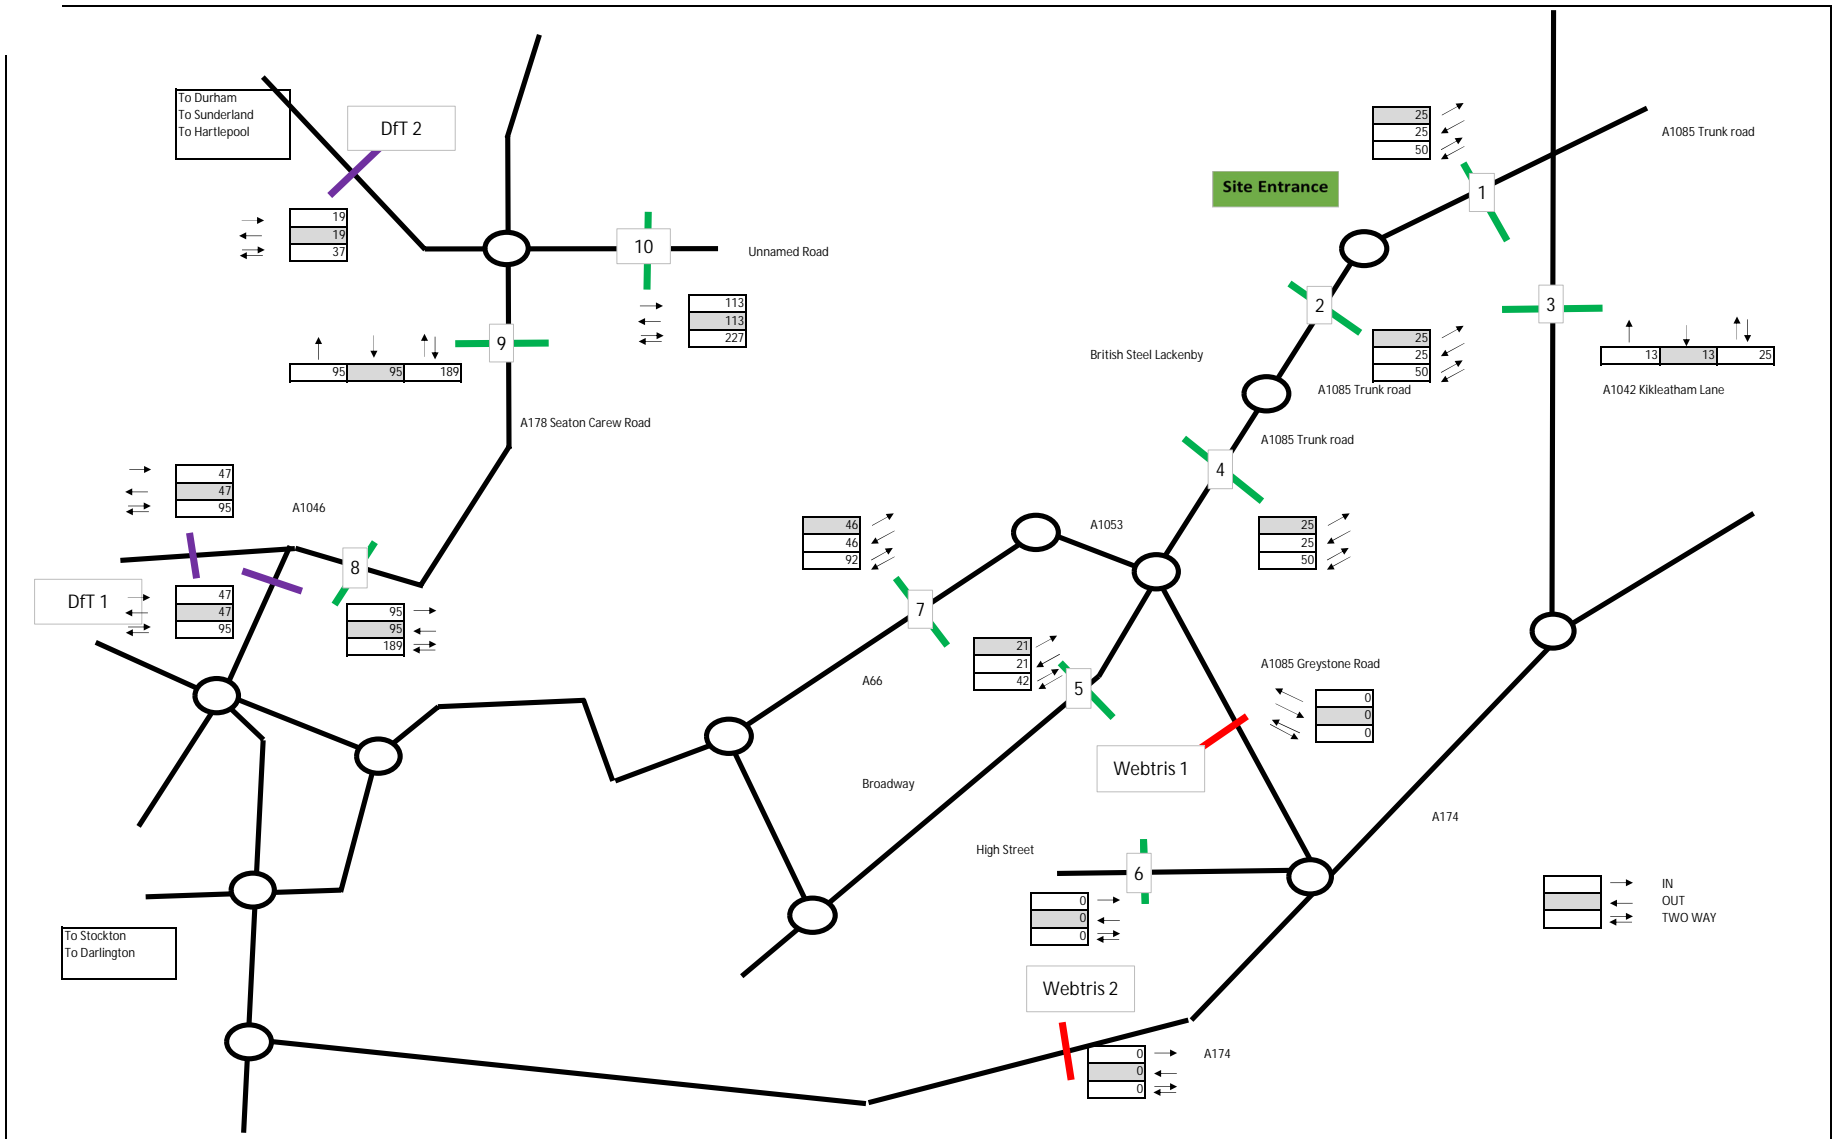 To Durham
To Sunderland
To Hartlepool
DfT 2
25
25
50
A1085 Trunk road
Site Entrance
1
19
19
37
10
Unnamed Road
113
113
227
2
3
9
95 95 189
British Steel Lackenby
25
25
50
13 13 25
A1085 Trunk road
A1042 Kikleatham Lane
A178 Seaton Carew Road
A1085 Trunk road
4
47
47
95
A1046
46
46
92
A1053
25
25
50
8
DfT 1
47
47
95
95
95
189
7
21
21
42
5
A66
A1085 Greystone Road
0
0
0
Webtris 1
Broadway
A174
High Street
6
0
0
0
IN
OUT
TWO WAY
To Stockton
To Darlington
Webtris 2
0
0
0
A174